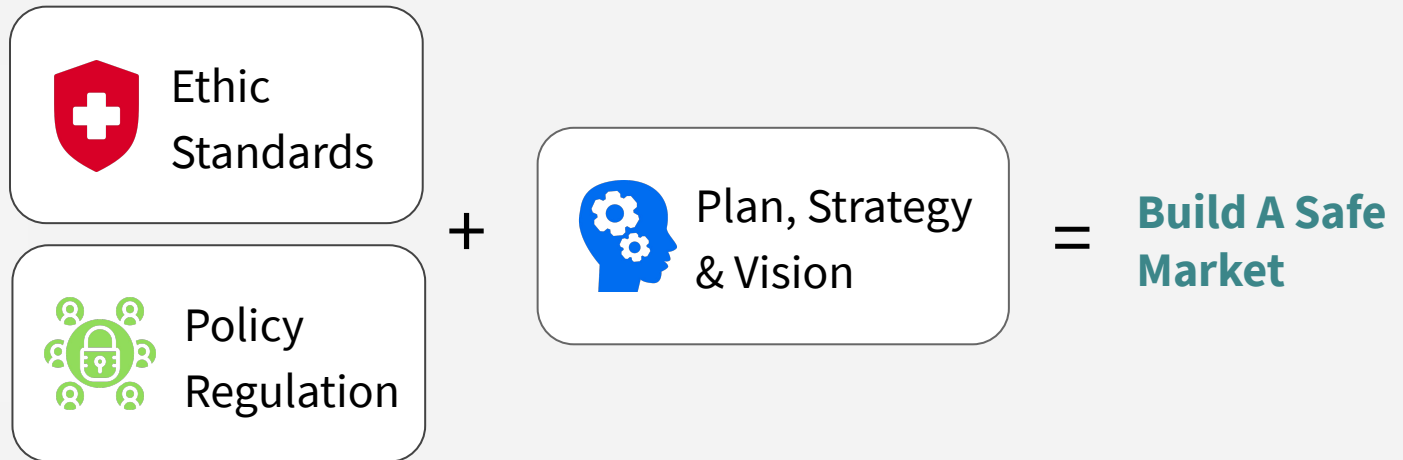 Ethic
Standards
Policy
Regulation
+
Plan, Strategy
& Vision
=
Build A Safe
Market